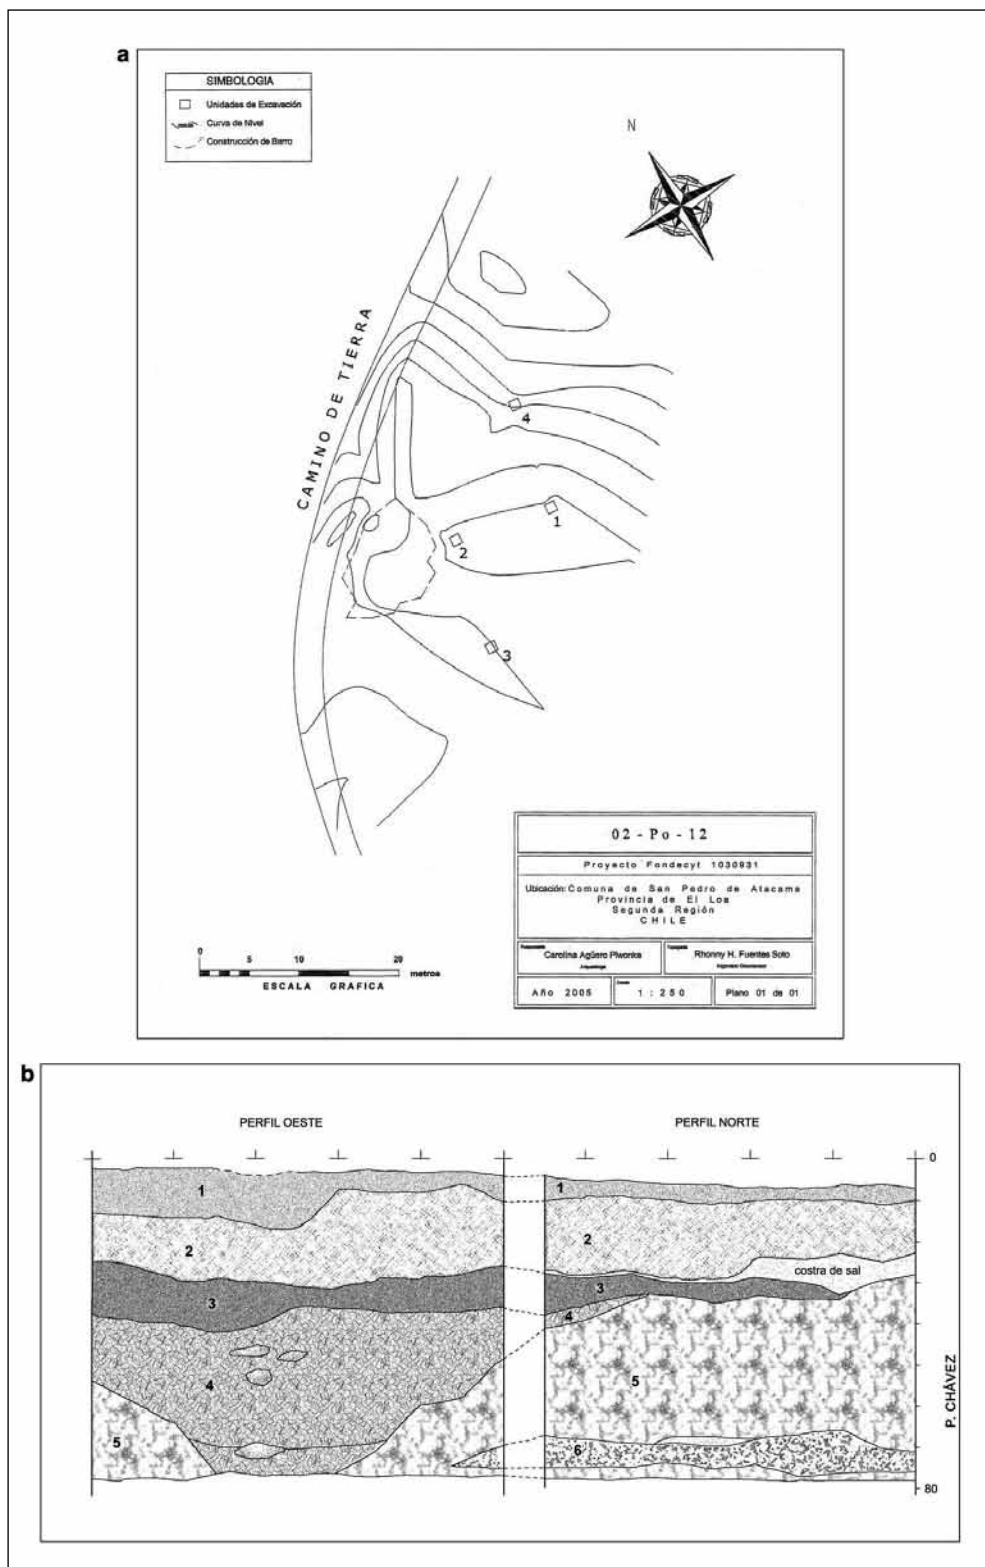 a
SIMBOLOGIA
Unidades de Excavación
Curva de Nivel
Construcción de Barro
N
CAMINO DE TIERRA
4
1
2
3
02 - Po - 12
Proyecto Fondecyt 1030931
Ubicación: Comuna de San Pedro de Atacama
Provincia de El Loa
Segunda Región
CHILE
Carolina Agüero Piwonka
Rhonny H. Fuentes Soto
Año 2005
1 : 250
Plano 01 de 01
0 5 10 20
metros
ESCALA GRAFICA
b
PERFIL OESTE
PERFIL NORTE
0
1
1
2
2
costra de sal
3
3
4
4
5
5
6
80
P. CHÁVEZ